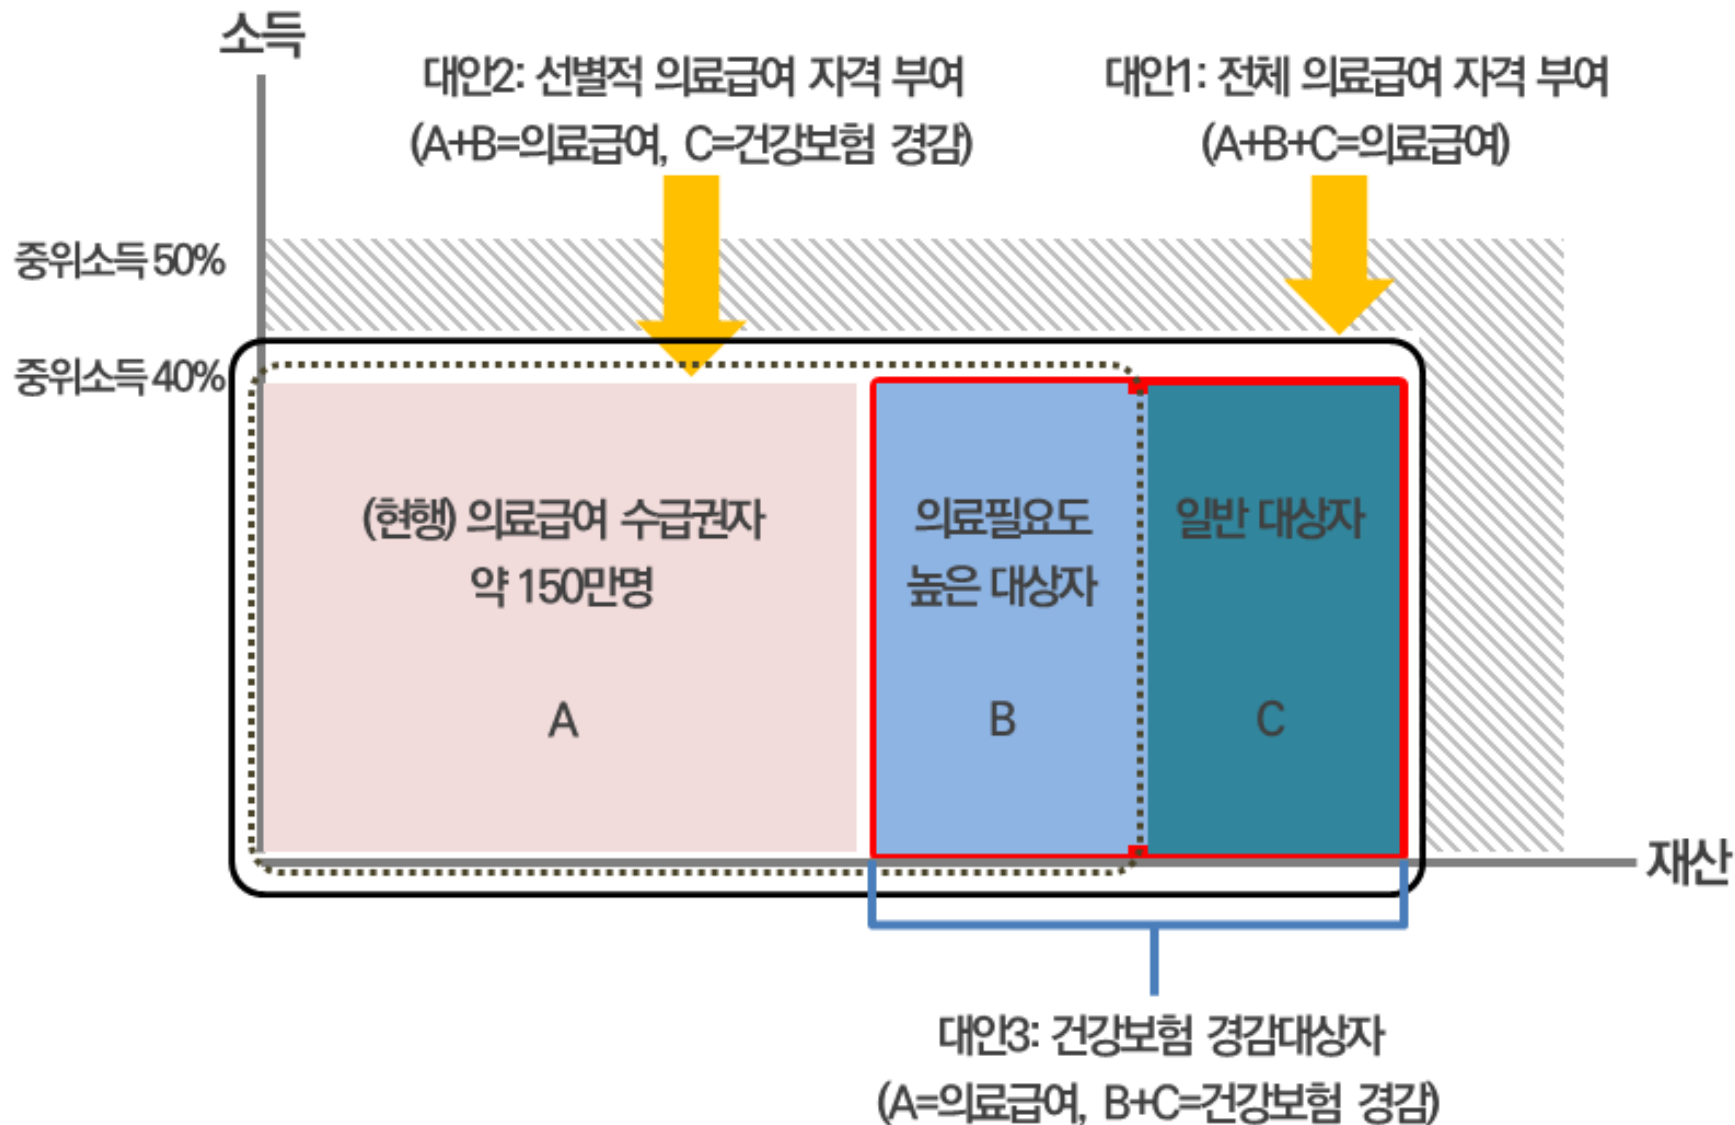 소득
대안2: 선별적 의료급여 자격 부여
(A+B=의료급여, C=건강보험 경감)
대안1: 전체 의료급여 자격 부여
(A+B+C=의료급여)
중위소득 50%
중위소득 40%
(현행) 의료급여 수급권자
약 150만명
A
의료필요도
높은 대상자
B
일반 대상자
C
재산
대안3: 건강보험 경감대상자
(A=의료급여, B+C=건강보험 경감)